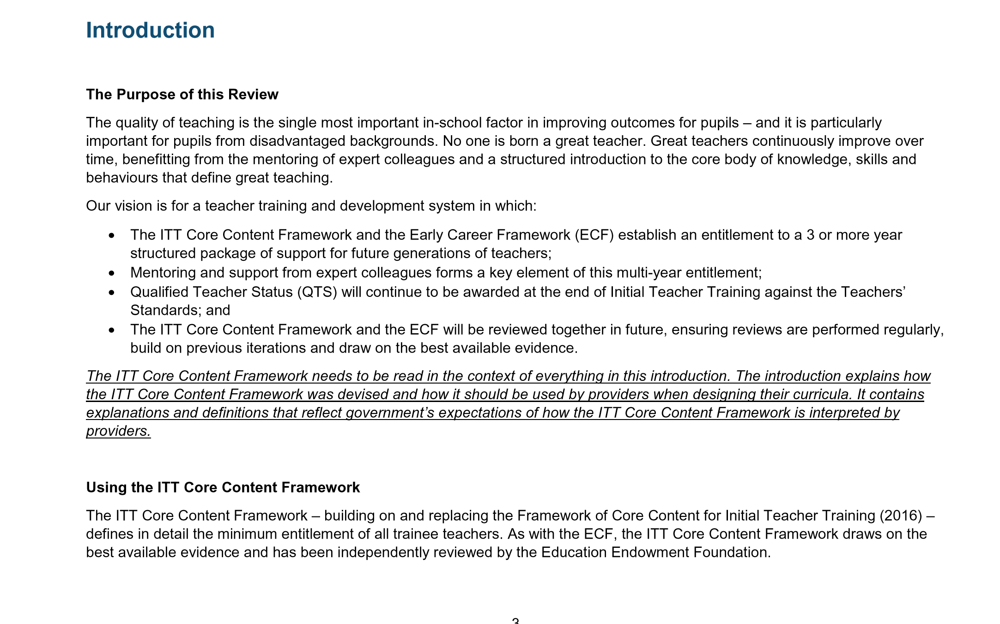 Introduction
The Purpose of this Review
The quality of teaching is the single most important in-school factor in improving outcomes for pupils – and it is particularly
important for pupils from disadvantaged backgrounds. No one is born a great teacher. Great teachers continuously improve over
time, benefitting from the mentoring of expert colleagues and a structured introduction to the core body of knowledge, skills and
behaviours that define great teaching.
Our vision is for a teacher training and development system in which:
• The ITT Core Content Framework and the Early Career Framework (ECF) establish an entitlement to a 3 or more year
structured package of support for future generations of teachers;
• Mentoring and support from expert colleagues forms a key element of this multi-year entitlement;
• Qualified Teacher Status (QTS) will continue to be awarded at the end of Initial Teacher Training against the Teachers’
Standards; and
• The ITT Core Content Framework and the ECF will be reviewed together in future, ensuring reviews are performed regularly,
build on previous iterations and draw on the best available evidence.
The ITT Core Content Framework needs to be read in the context of everything in this introduction. The introduction explains how
the ITT Core Content Framework was devised and how it should be used by providers when designing their curricula. It contains
explanations and definitions that reflect government’s expectations of how the ITT Core Content Framework is interpreted by
providers.
Using the ITT Core Content Framework
The ITT Core Content Framework – building on and replacing the Framework of Core Content for Initial Teacher Training (2016) –
defines in detail the minimum entitlement of all trainee teachers. As with the ECF, the ITT Core Content Framework draws on the
best available evidence and has been independently reviewed by the Education Endowment Foundation.
3